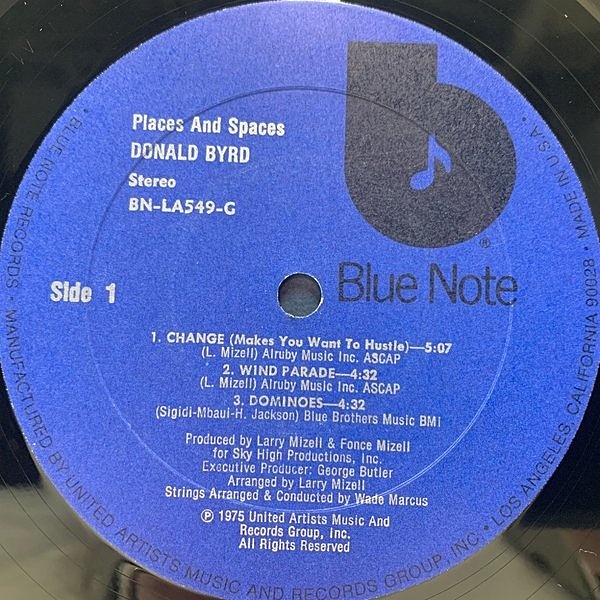 Places And Spaces
DONALD BYRD
Stereo
BN-LA549-G
Side 1
®
Blue Note
1. CHANGE (Makes You Want To Hustle)—5:07
(L. Mizell) Alruby Music Inc. ASCAP
2. WIND PARADE—4:32
(L. Mizell) Alruby Music Inc. ASCAP
3. DOMINOES—4:32
(Sigidi-Mbaui-H. Jackson) Blue Brothers Music BMI
Produced by Larry Mizell & Fonce Mizell
for Sky High Productions, Inc.
Executive Producer: George Butler
Arranged by Larry Mizell
Strings Arranged & Conducted by Wade Marcus
℗ 1975 United Artists Music And
Records Group, Inc.
All Rights Reserved
• BLUE NOTE RECORDS • MANUFACTURED BY UNITED ARTISTS MUSIC AND RECORDS GROUP, INC • LOS ANGELES, CALIFORNIA 90028 • MADE IN U.S.A. •